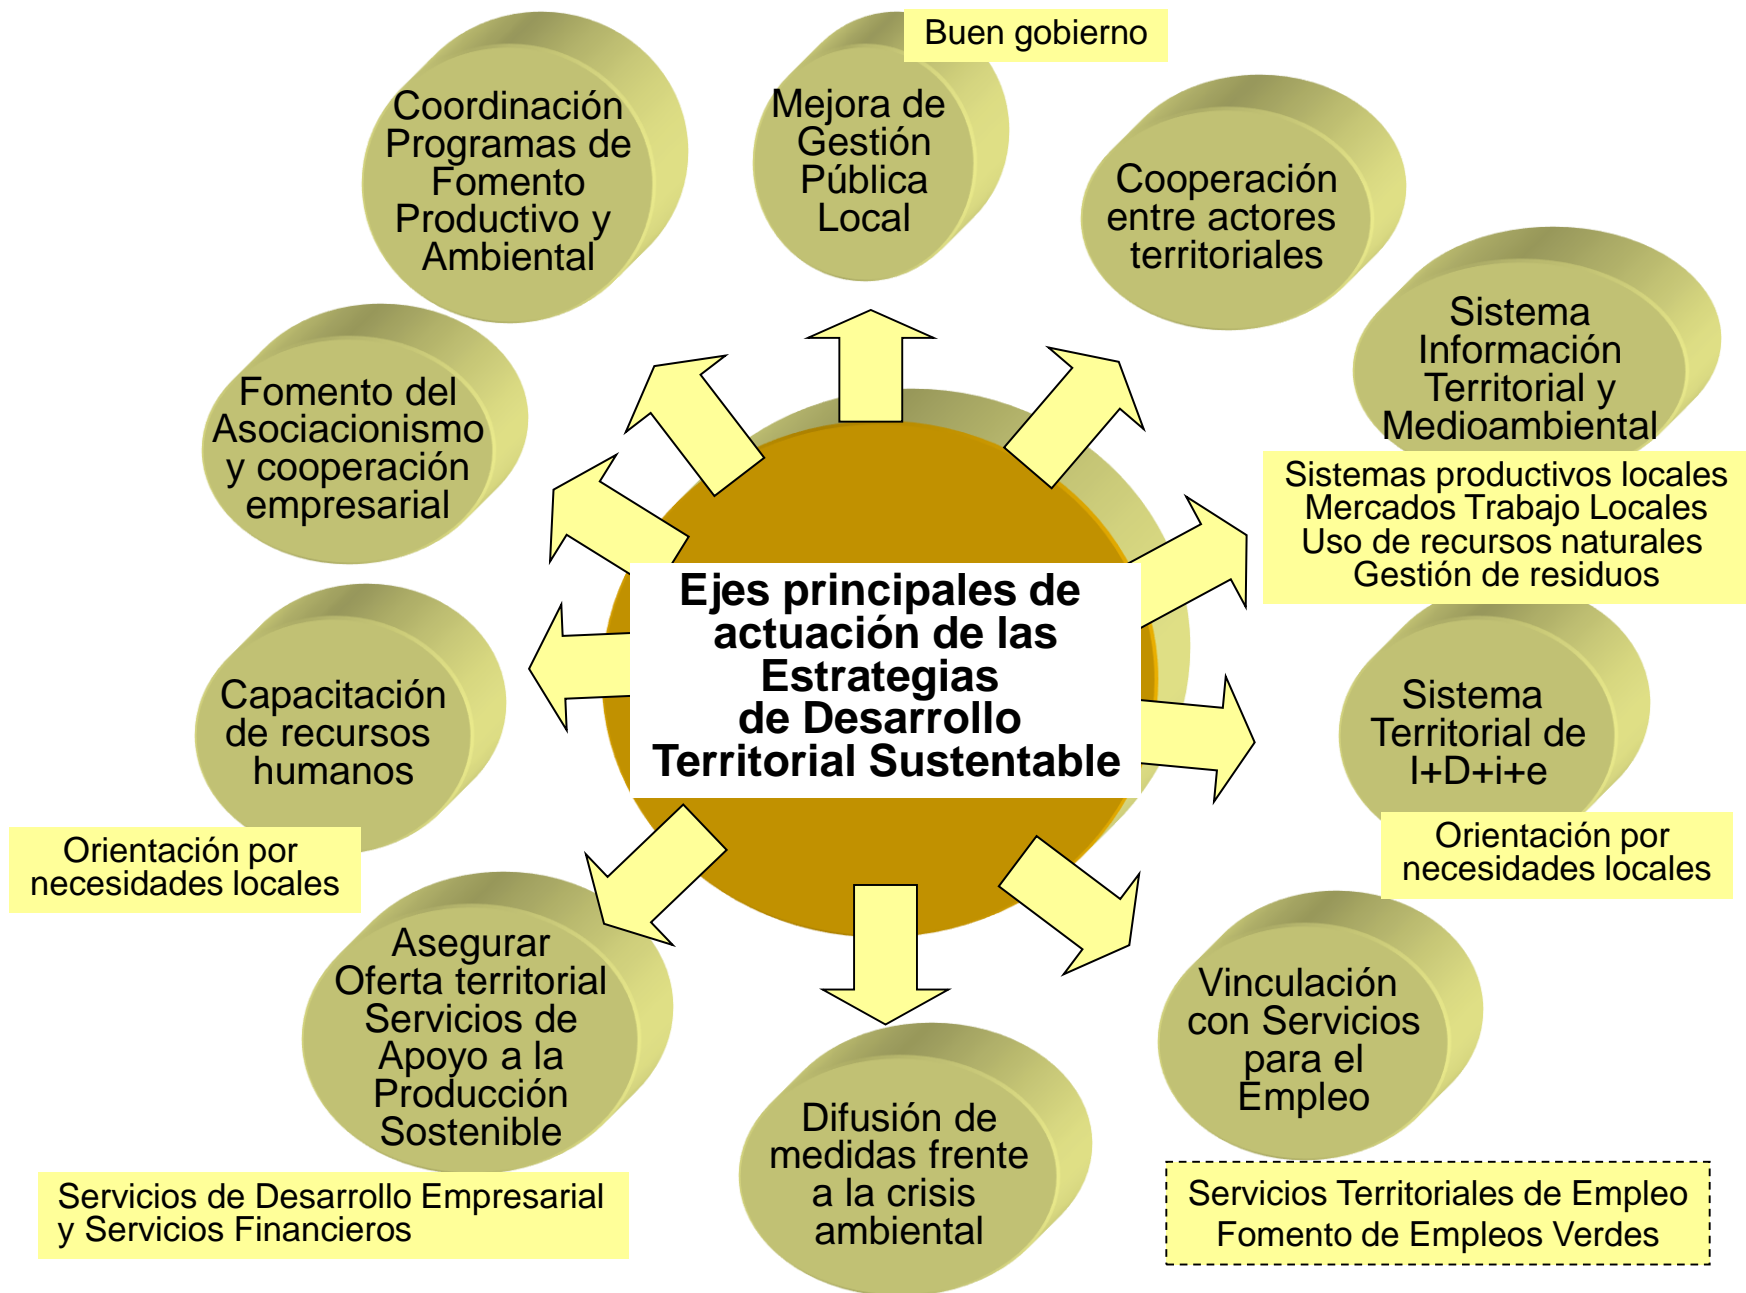 Buen gobierno
Coordinación
Programas de
Fomento
Productivo y
Ambiental
Mejora de
Gestión
Pública
Local
Cooperación
entre actores
territoriales
Sistema
Información
Territorial y
Medioambiental
Sistemas productivos locales
Mercados Trabajo Locales
Uso de recursos naturales
Gestión de residuos
Fomento del
Asociacionismo
y cooperación
empresarial
Ejes principales de
actuación de las
Estrategias
de Desarrollo
Territorial Sustentable
Capacitación
de recursos
humanos
Orientación por
necesidades locales
Sistema
Territorial de
I+D+i+e
Orientación por
necesidades locales
Asegurar
Oferta territorial
Servicios de
Apoyo a la
Producción
Sostenible
Servicios de Desarrollo Empresarial
y Servicios Financieros
Difusión de
medidas frente
a la crisis
ambiental
Vinculación
con Servicios
para el
Empleo
Servicios Territoriales de Empleo
Fomento de Empleos Verdes